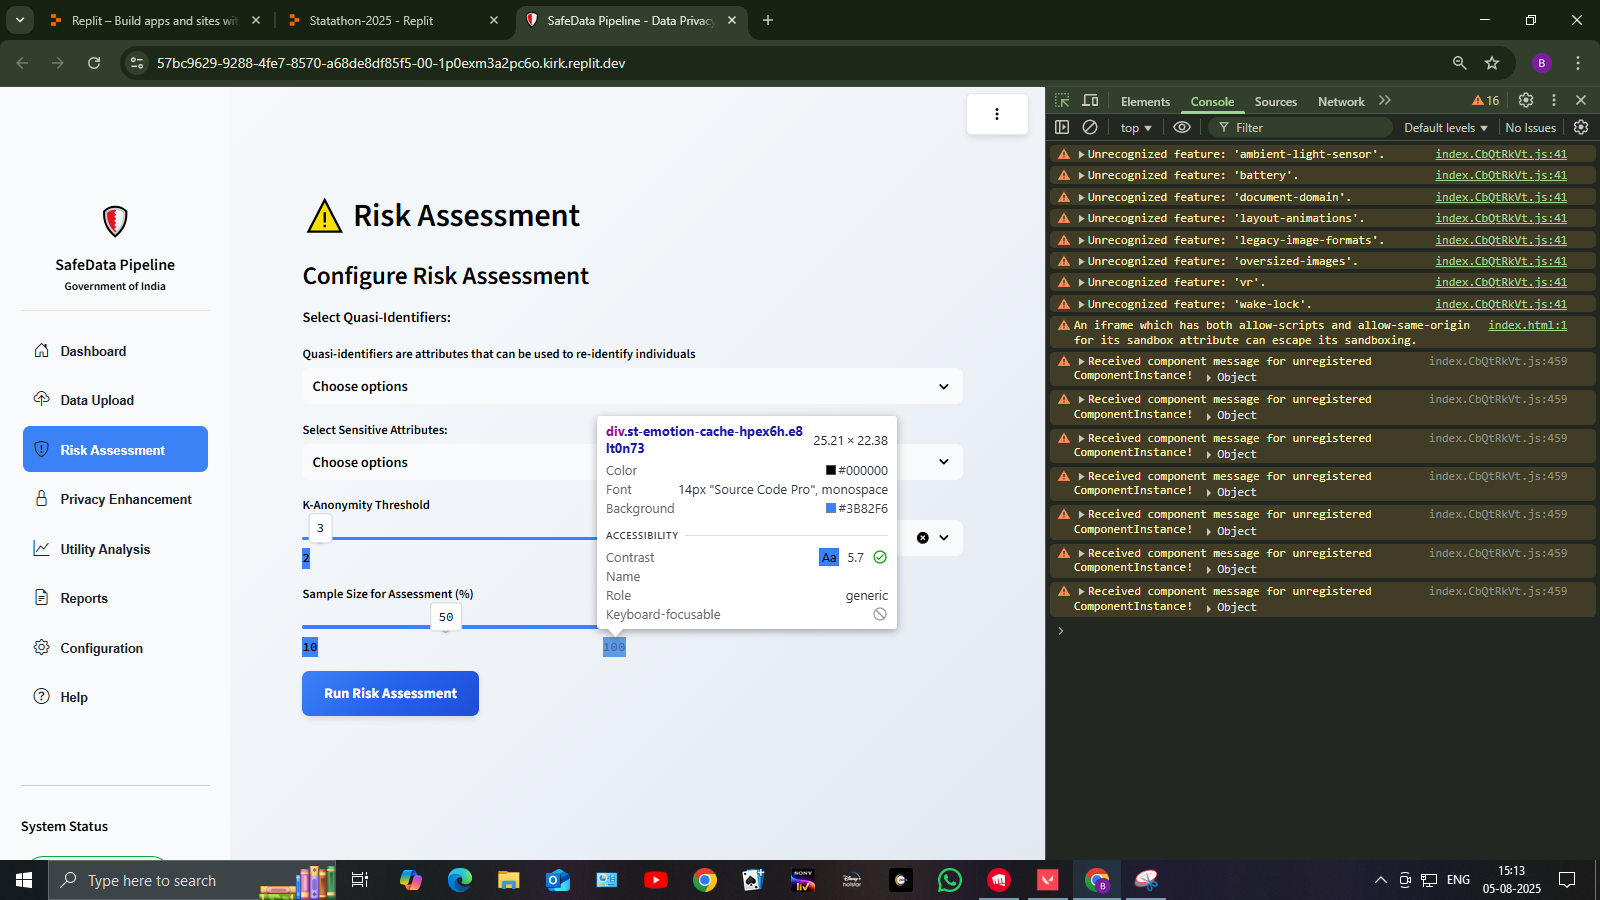 Replit – Build apps and sites wit
Statathon-2025 - Replit
SafeData Pipeline - Data Privacy
57bc9629-9288-4fe7-8570-a68de8df85f5-00-1p0exm3a2pc6o.kirk.replit.dev
B
SafeData Pipeline
Government of India
Dashboard
Data Upload
Risk Assessment
Privacy Enhancement
Utility Analysis
Reports
Configuration
Help
System Status
Risk Assessment
Configure Risk Assessment
Select Quasi-Identifiers:
Quasi-identifiers are attributes that can be used to re-identify individuals
Choose options
Select Sensitive Attributes:
Choose options
K-Anonymity Threshold
3
2
Sample Size for Assessment (%)
50
10
100
Run Risk Assessment
div.st-emotion-cache-hpex6h.e8
lt0n73
25.21 × 22.38
Color #000000
Font 14px "Source Code Pro", monospace
Background #3B82F6
ACCESSIBILITY
Contrast Aa 5.7
Name
Role generic
Keyboard-focusable
Elements Console Sources Network 16
top Filter Default levels No Issues
Unrecognized feature: 'ambient-light-sensor'. index.CbQtRkVt.js:41
Unrecognized feature: 'battery'. index.CbQtRkVt.js:41
Unrecognized feature: 'document-domain'. index.CbQtRkVt.js:41
Unrecognized feature: 'layout-animations'. index.CbQtRkVt.js:41
Unrecognized feature: 'legacy-image-formats'. index.CbQtRkVt.js:41
Unrecognized feature: 'oversized-images'. index.CbQtRkVt.js:41
Unrecognized feature: 'vr'. index.CbQtRkVt.js:41
Unrecognized feature: 'wake-lock'. index.CbQtRkVt.js:41
An iframe which has both allow-scripts and allow-same-origin index.html:1
for its sandbox attribute can escape its sandboxing.
Received component message for unregistered index.CbQtRkVt.js:459
ComponentInstance! Object
Received component message for unregistered index.CbQtRkVt.js:459
ComponentInstance! Object
Received component message for unregistered index.CbQtRkVt.js:459
ComponentInstance! Object
Received component message for unregistered index.CbQtRkVt.js:459
ComponentInstance! Object
Received component message for unregistered index.CbQtRkVt.js:459
ComponentInstance! Object
Received component message for unregistered index.CbQtRkVt.js:459
ComponentInstance! Object
Received component message for unregistered index.CbQtRkVt.js:459
ComponentInstance! Object
Type here to search
SONY
liv
hotstar
B
ENG
15:13
05-08-2025